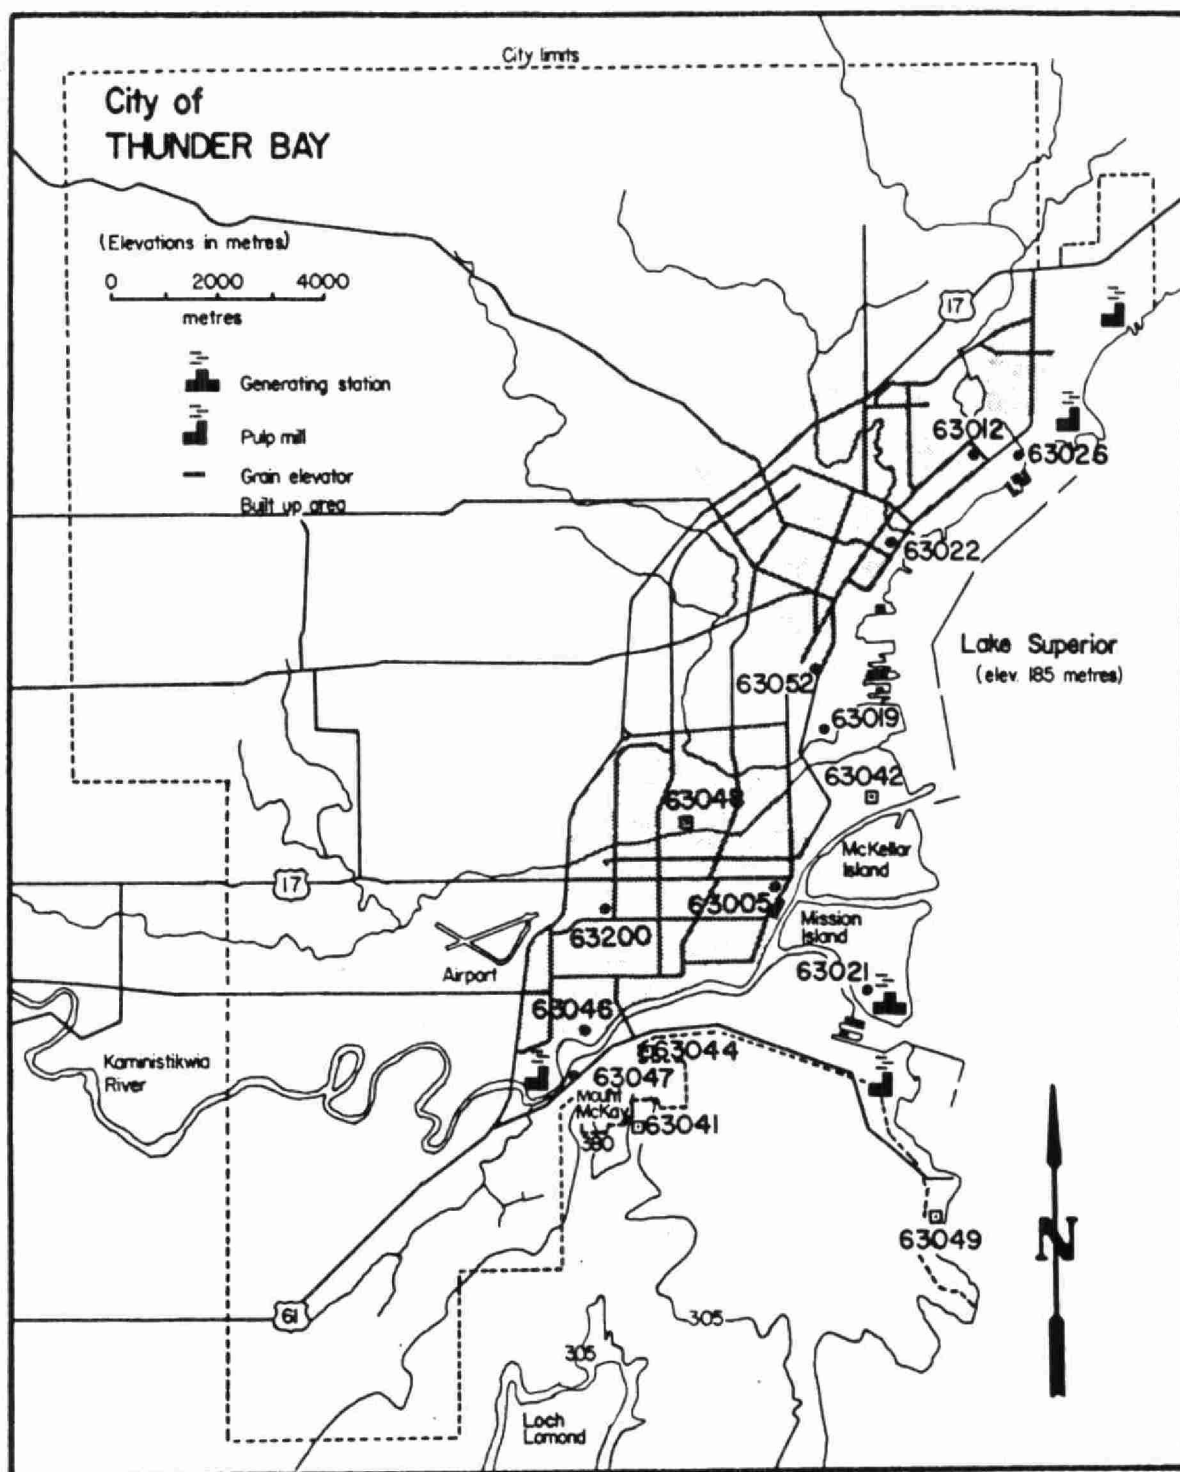 City limits
City of
THUNDER BAY
(Elevations in metres)
0 2000 4000
metres
17
Generating station
Pulp mill
Grain elevator
Built up area
63012
63026
63022
Lake Superior
(elev. 185 metres)
63052
63019
63042
63048
McKellar
Island
17
63005
Mission
Island
63200
Airport
63021
63046
Kaministikwia
River
63044
63047
Mount
McKay
63041
380
63049
N
61
305
305
Loch
Lomond